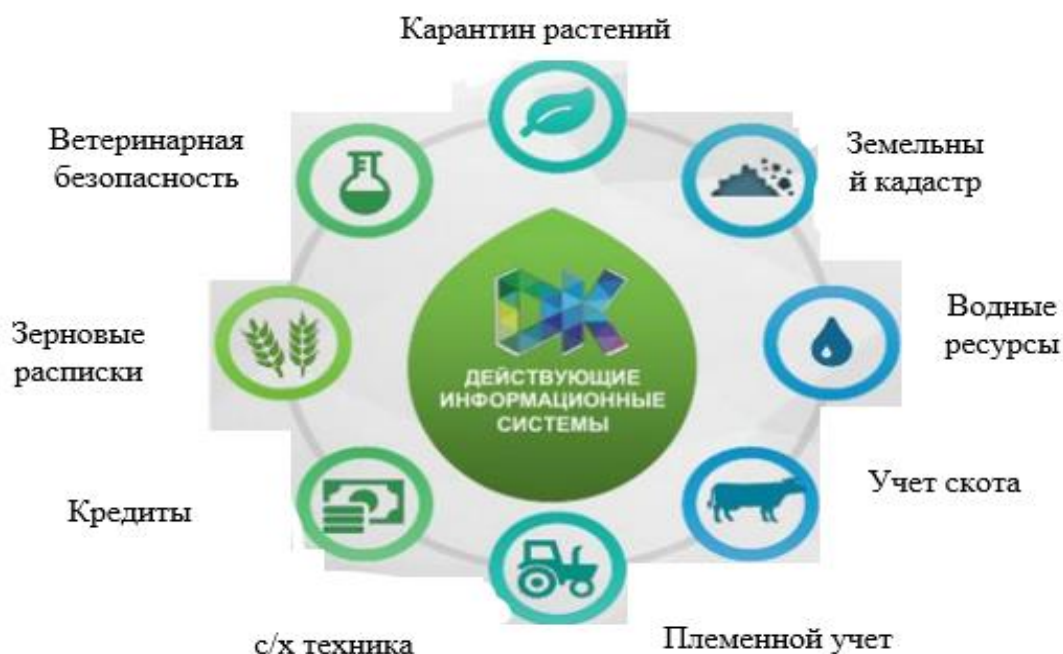 Карантин растений
Ветеринарная
безопасность
Земельны
й кадастр
Зерновые
расписки
DK
ДЕЙСТВУЮЩИЕ
ИНФОРМАЦИОННЫЕ
СИСТЕМЫ
Водные
ресурсы
Кредиты
Учет скота
с/х техника
Племенной учет